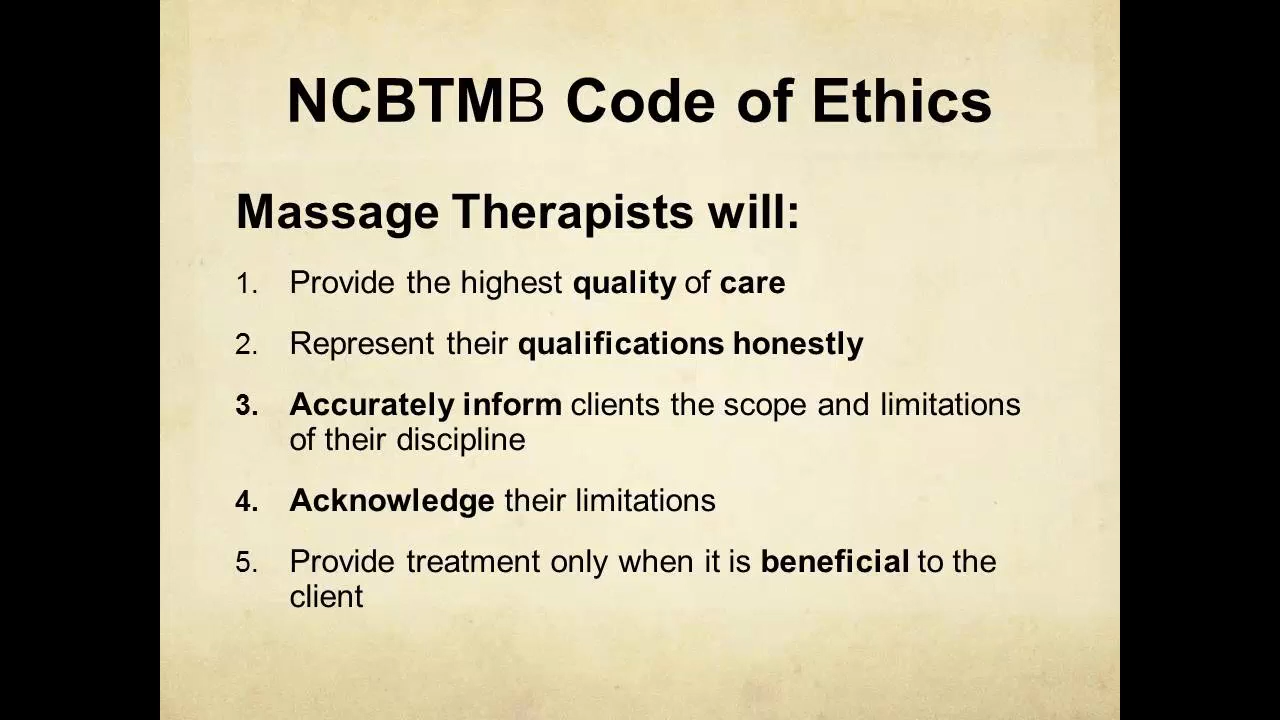 NCBTMB Code of Ethics
Massage Therapists will:
1. Provide the highest quality of care
2. Represent their qualifications honestly
3. Accurately inform clients the scope and limitations
of their discipline
4. Acknowledge their limitations
5. Provide treatment only when it is beneficial to the
client